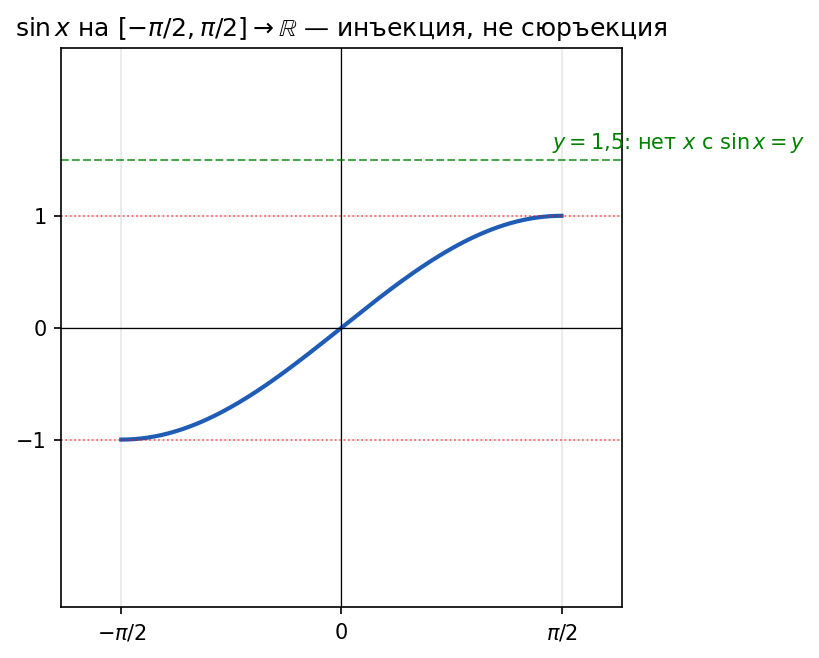 sin x на [−π/2, π/2] → ℝ — инъекция, не сюръекция
y = 1,5: нет x с sin x = y
1
0
−1
−π/2
0
π/2